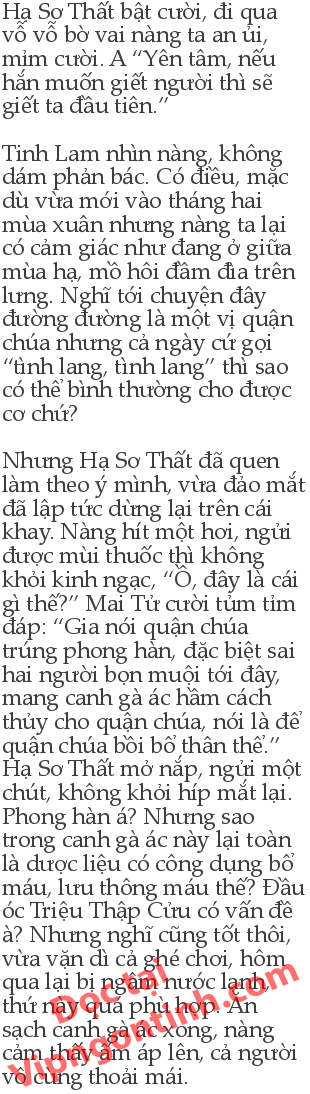 Hạ Sơ Thất bật cười, đi qua
vỗ vỗ bờ vai nàng ta an ủi,
mỉm cười. A “Yên tâm, nếu
hắn muốn giết người thì sẽ
giết ta đầu tiên.”
Tinh Lam nhìn nàng, không
dám phản bác. Có điều, mặc
dù vừa mới vào tháng hai
mùa xuân nhưng nàng ta lại
có cảm giác như đang ở giữa
mùa hạ, mồ hôi đầm đìa trên
lưng. Nghĩ tới chuyện đây
đường đường là một vị quận
chúa nhưng cả ngày cứ gọi
“tình lang, tình lang” thì sao
có thể bình thường cho được
cơ chứ?
Nhưng Hạ Sơ Thất đã quen
làm theo ý mình, vừa đảo mắt
đã lập tức dừng lại trên cái
khay. Nàng hít một hơi, ngửi
được mùi thuốc thì không
khỏi kinh ngạc, “Ồ, đây là cái
gì thế?” Mai Tử cười tủm tỉm
đáp: “Gia nói quận chúa
trúng phong hàn, đặc biệt sai
hai người bọn muội tới đây,
mang canh gà ác hầm cách
thủy cho quận chúa, nói là để
quận chúa bồi bổ thân thể.”
Hạ Sơ Thất mở nắp, ngửi một
chút, không khỏi híp mắt lại.
Phong hàn á? Nhưng sao
trong canh gà ác này lại toàn
là dược liệu có công dụng bổ
máu, lưu thông máu thế? Đầu
óc Triệu Thập Cửu có vấn đề
à? Nhưng nghĩ cũng tốt thôi,
vừa vặn dì cả ghé chơi, hôm
qua lại bị ngâm nước lạnh,
thứ này quá phù hợp. Ăn
sạch canh gà ác xong, nàng
cảm thấy ấm áp lên, cả người
vô cùng thoải mái.
Doc tai
Vipngontinh.com